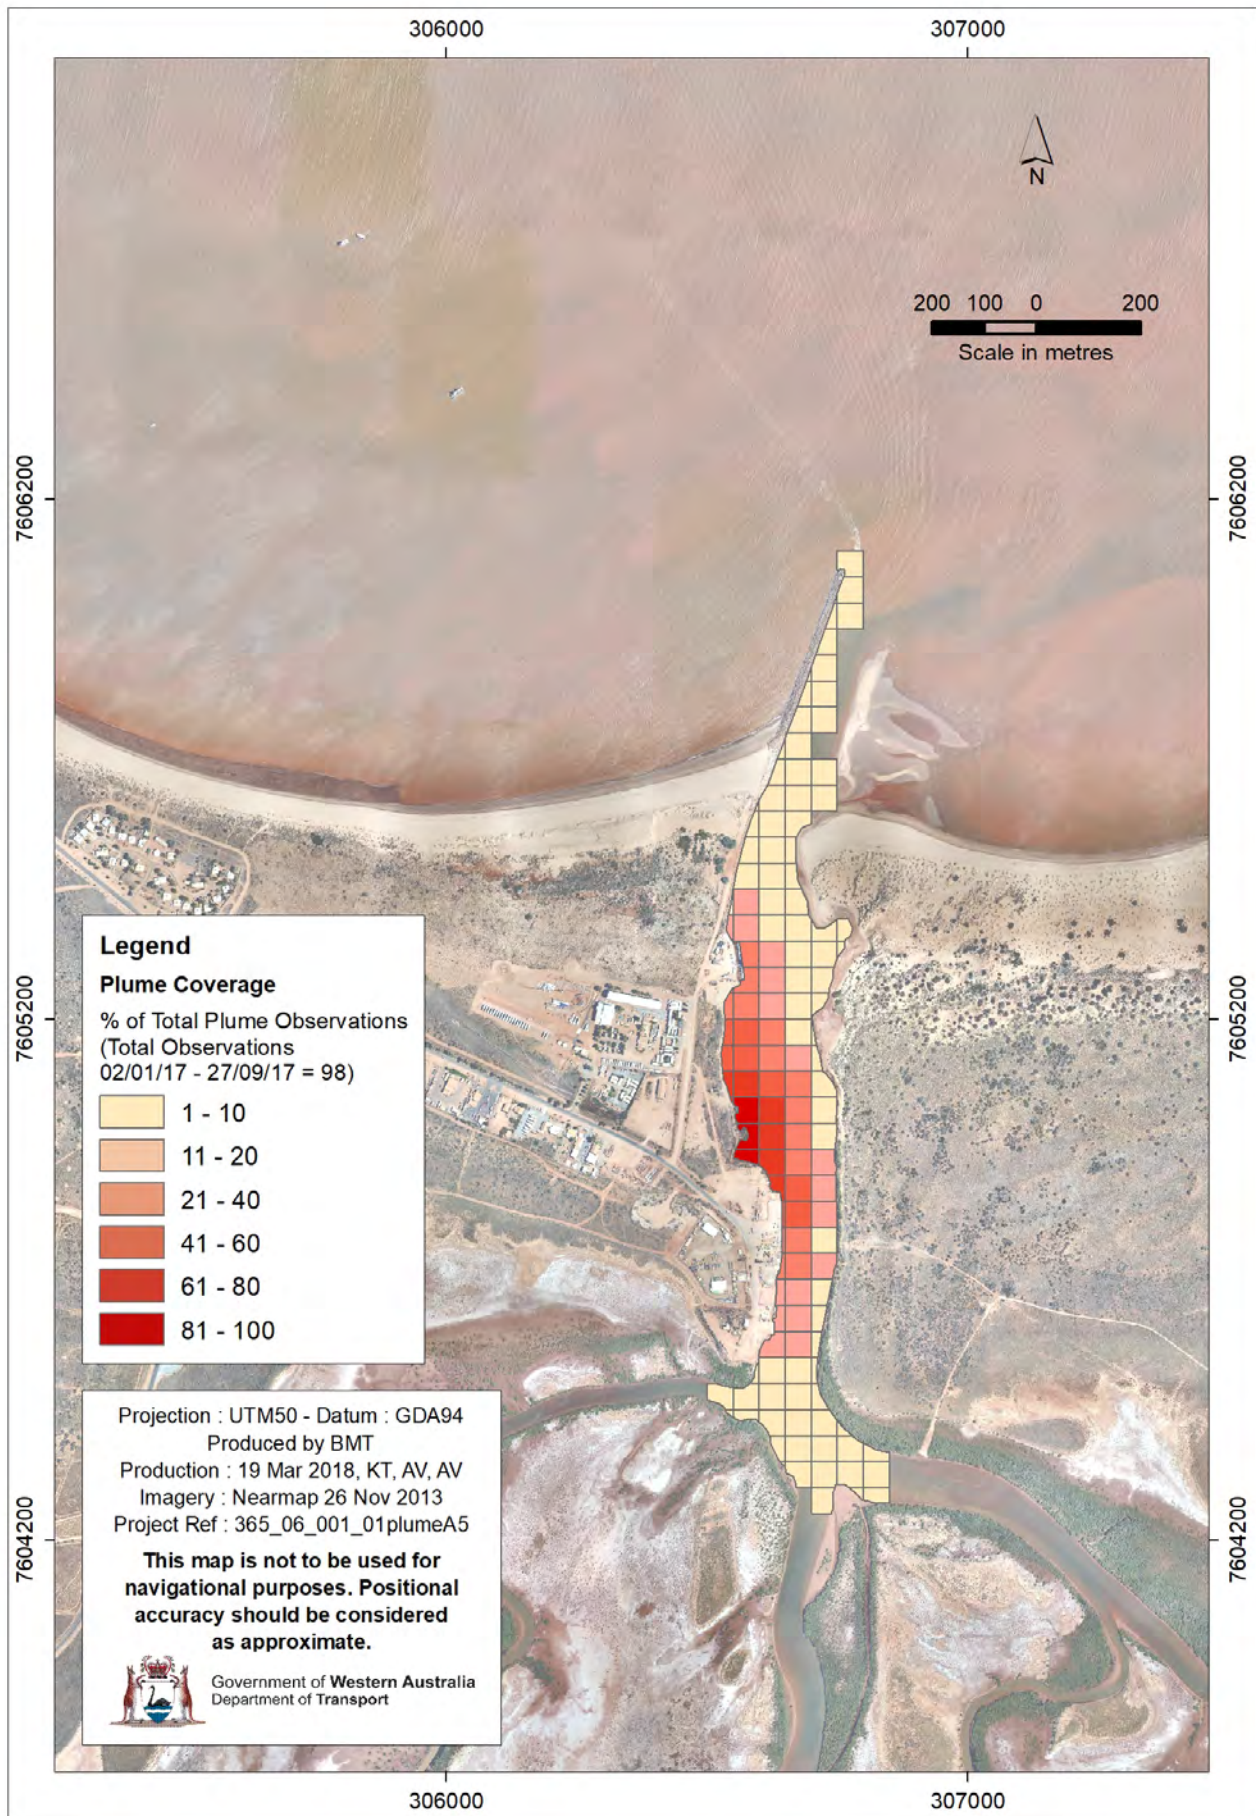 306000
307000
N
200 100 0 200
Scale in metres
7606200
7606200
Legend
Plume Coverage
% of Total Plume Observations
(Total Observations
02/01/17 - 27/09/17 = 98)
1 - 10
11 - 20
21 - 40
41 - 60
61 - 80
81 - 100
7605200
7605200
Projection : UTM50 - Datum : GDA94
Produced by BMT
Production : 19 Mar 2018, KT, AV, AV
Imagery : Nearmap 26 Nov 2013
Project Ref : 365_06_001_01plumeA5
This map is not to be used for
navigational purposes. Positional
accuracy should be considered
as approximate.
Government of Western Australia
Department of Transport
7604200
7604200
306000
307000